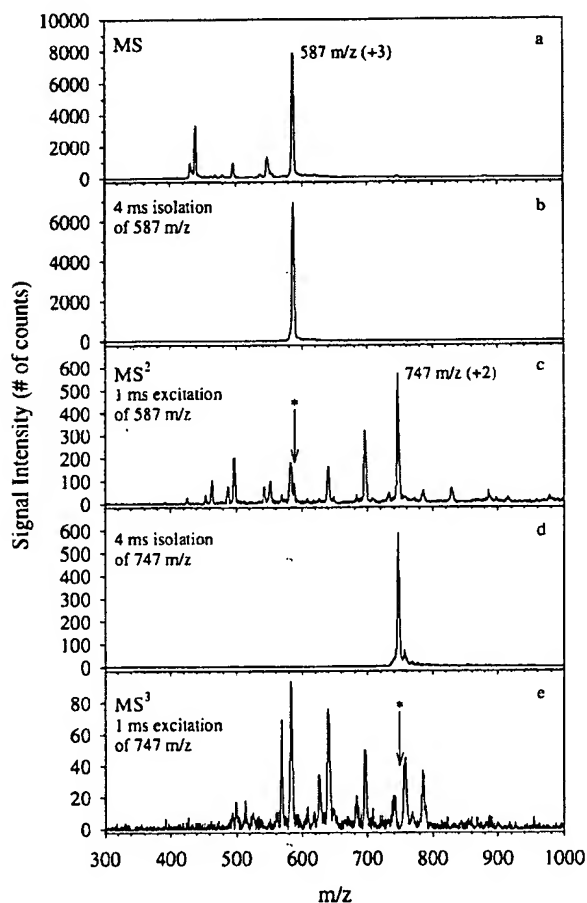 10000
8000
6000
4000
2000
0
MS
587 m/z (+3)
a
6000
4000
2000
0
4 ms isolation
of 587 m/z
b
600
500
400
300
200
100
0
MS²
1 ms excitation
of 587 m/z
*
747 m/z (+2)
c
600
500
400
300
200
100
0
4 ms isolation
of 747 m/z
d
80
60
40
20
0
MS³
1 ms excitation
of 747 m/z
*
e
Signal Intensity (# of counts)
300 400 500 600 700 800 900 1000
m/z